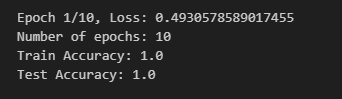 Epoch 1/10, Loss: 0.4930578589017455
Number of epochs: 10
Train Accuracy: 1.0
Test Accuracy: 1.0